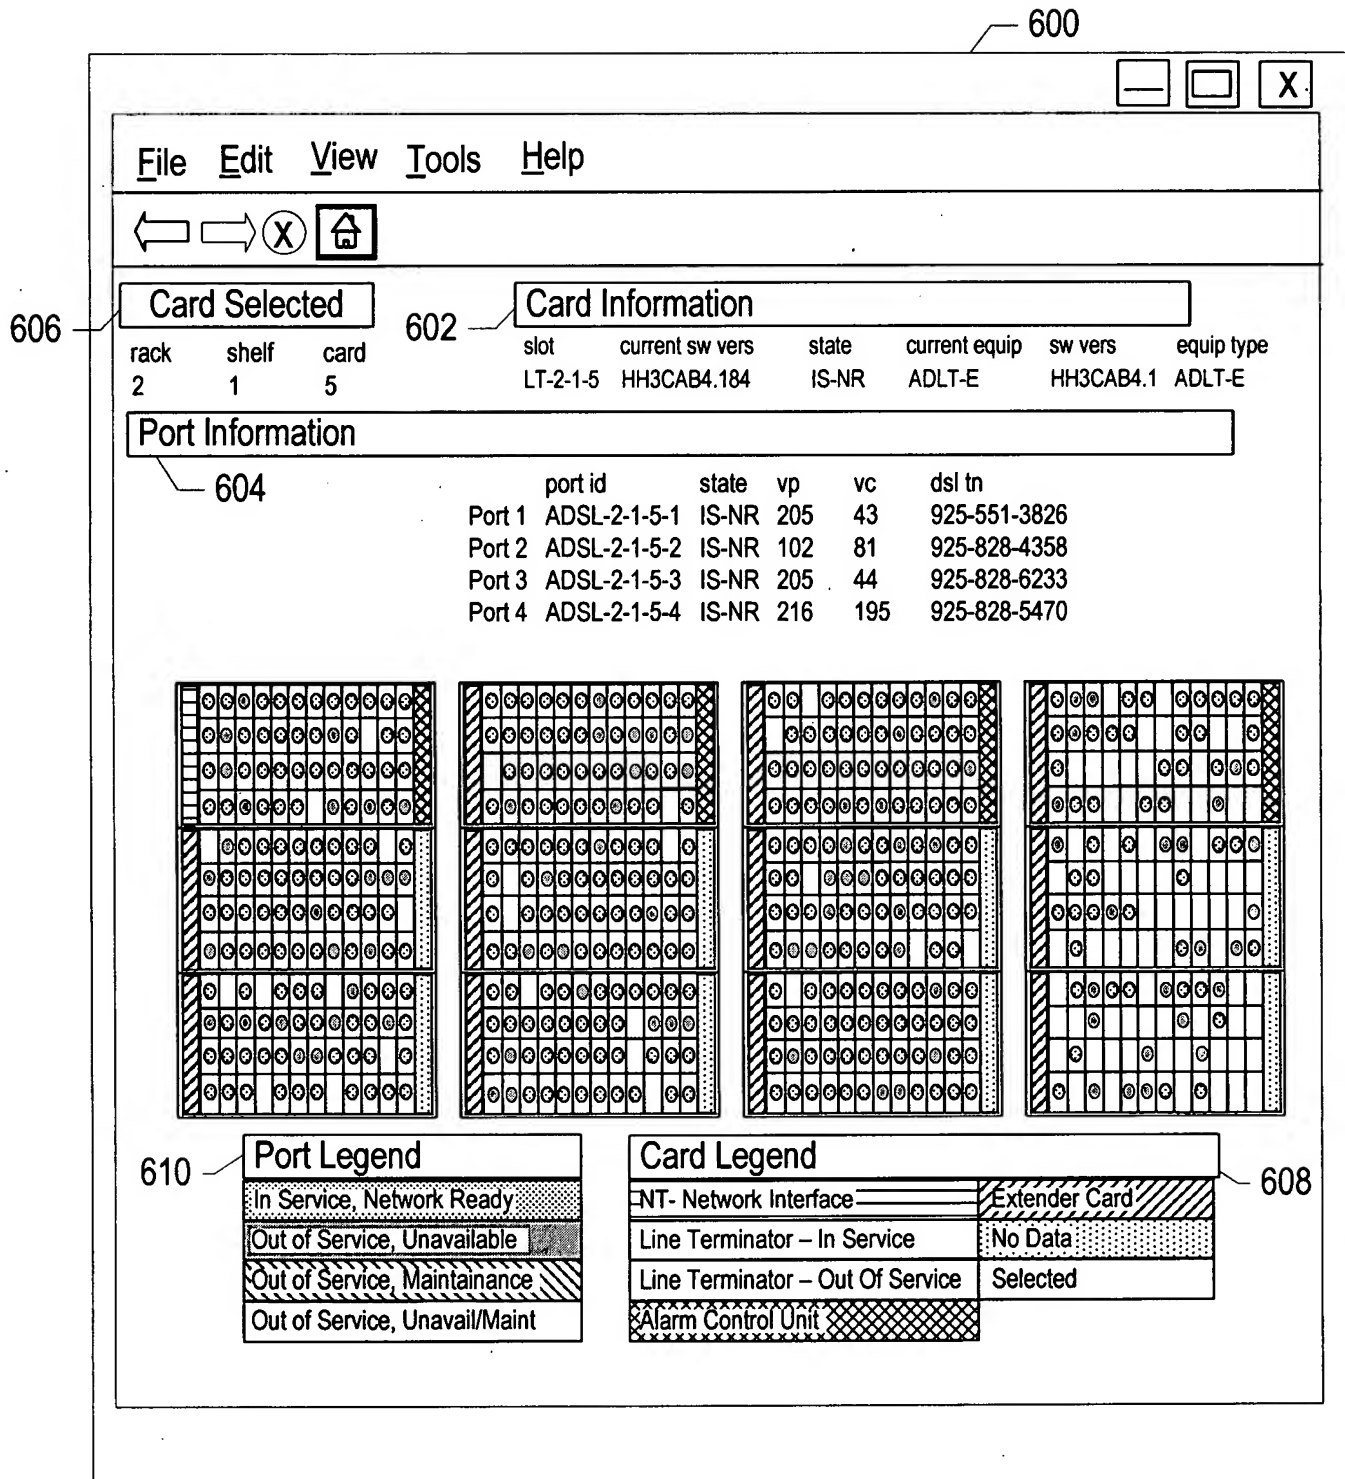 600
X
File Edit View Tools Help
X
606 Card Selected 602 Card Information
rack shelf card slot current sw vers state current equip sw vers equip type
2 1 5 LT-2-1-5 HH3CAB4.184 IS-NR ADLT-E HH3CAB4.1 ADLT-E
Port Information
604
port id state vp vc dsl tn
Port 1 ADSL-2-1-5-1 IS-NR 205 43 925-551-3826
Port 2 ADSL-2-1-5-2 IS-NR 102 81 925-828-4358
Port 3 ADSL-2-1-5-3 IS-NR 205 44 925-828-6233
Port 4 ADSL-2-1-5-4 IS-NR 216 195 925-828-5470
610 Port Legend Card Legend 608
In Service, Network Ready NT- Network Interface Extender Card
Out of Service, Unavailable Line Terminator – In Service No Data
Out of Service, Maintainance Line Terminator – Out Of Service Selected
Out of Service, Unavail/Maint Alarm Control Unit